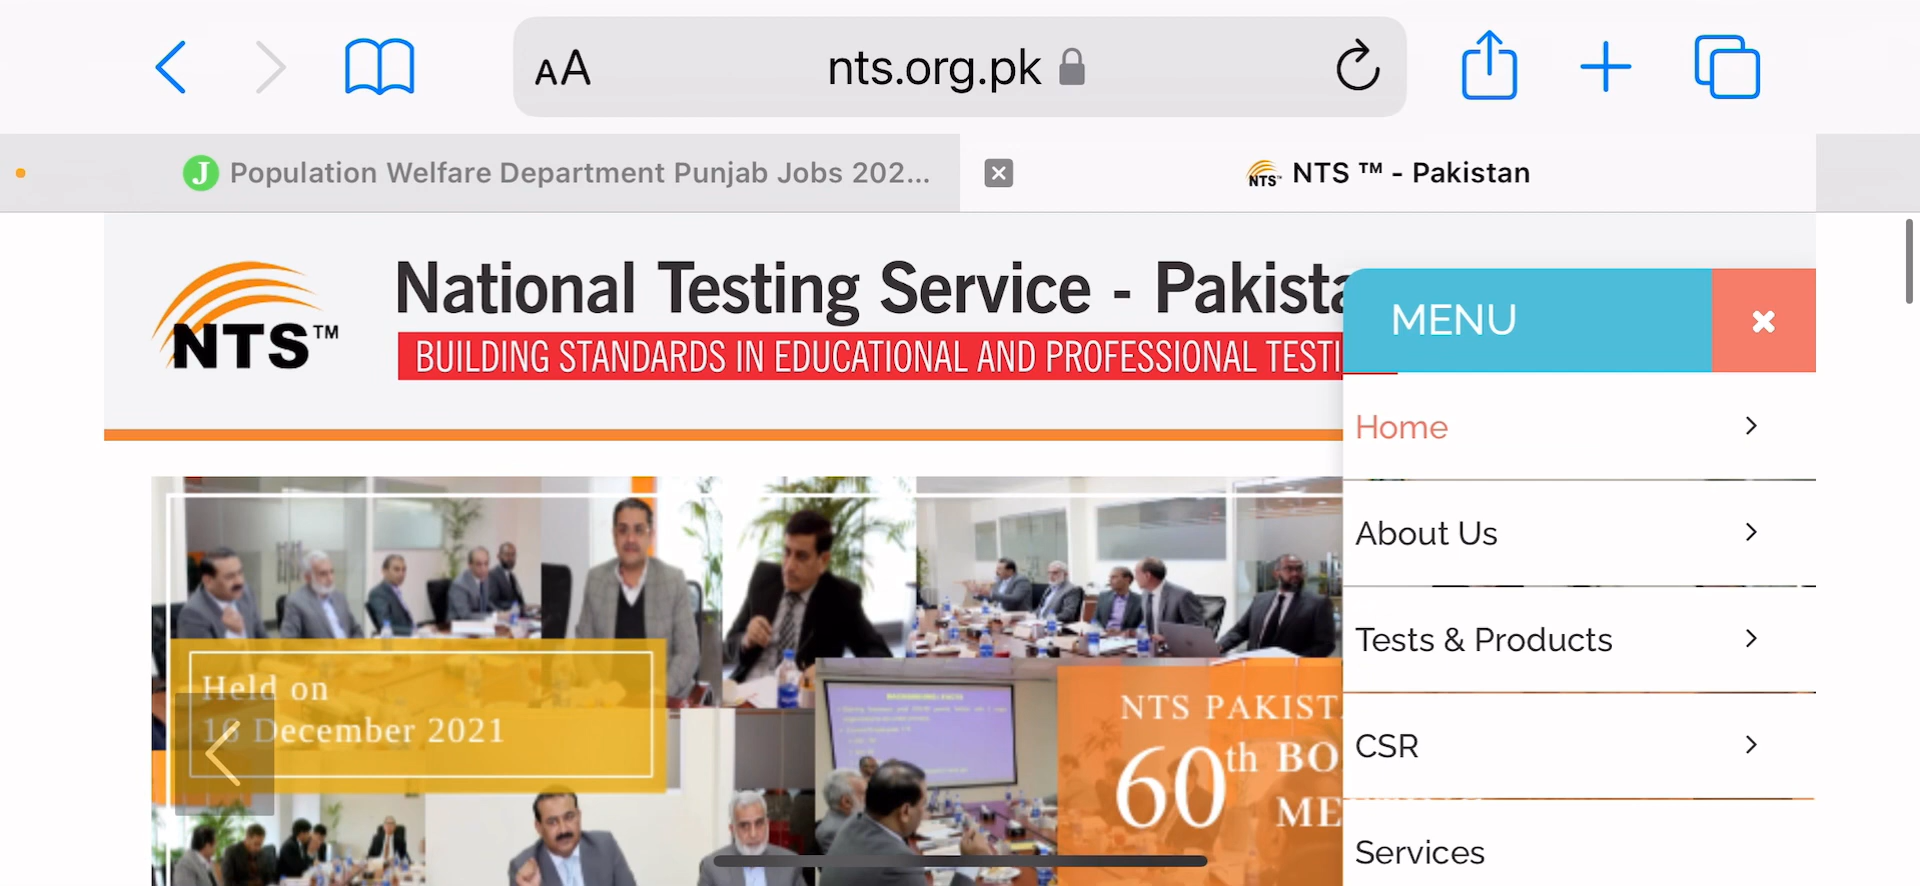 AA
nts.org.pk
Population Welfare Department Punjab Jobs 202...
NTS ™ - Pakistan
NTS™
National Testing Service - Pakista
BUILDING STANDARDS IN EDUCATIONAL AND PROFESSIONAL TESTI
MENU
Home
About Us
Tests & Products
CSR
Services
Held on
16 December 2021
NTS PAKIST
60th BO
ME